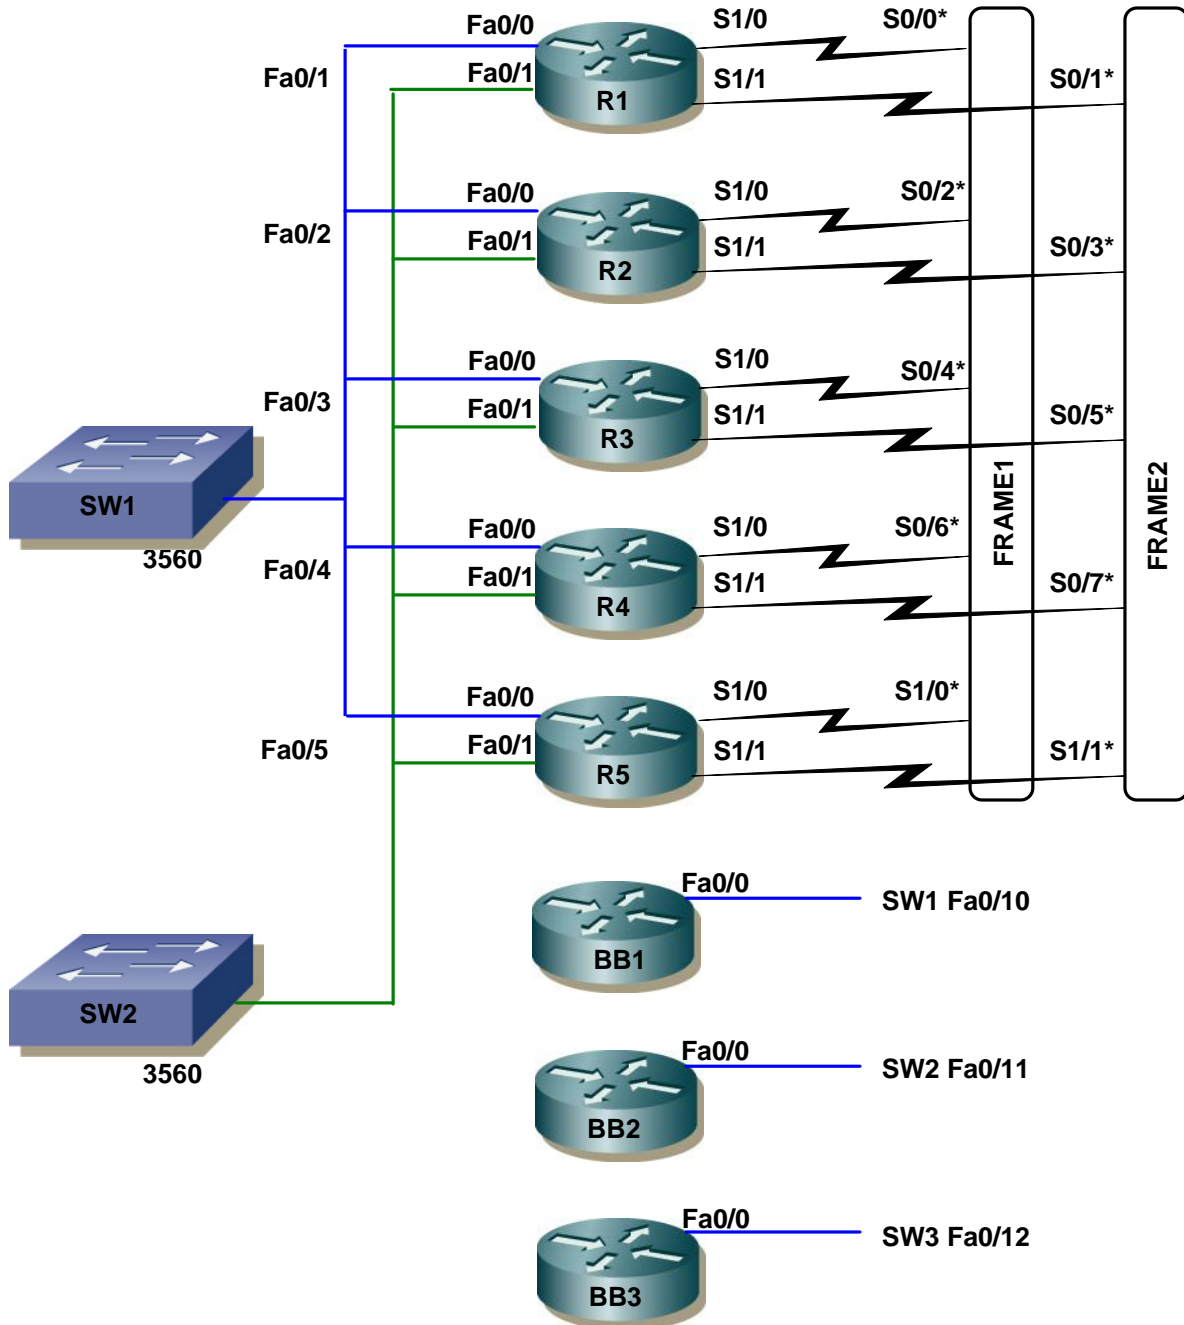 Fa0/0 S1/0 S0/0*
Fa0/1 Fa0/1 S1/1 S0/1*
R1
Fa0/0 S1/0 S0/2*
Fa0/2 Fa0/1 S1/1 S0/3*
R2
Fa0/0 S1/0 S0/4*
Fa0/3 Fa0/1 S1/1 S0/5*
R3
SW1
3560
Fa0/0 S1/0 S0/6*
Fa0/4 Fa0/1 S1/1 S0/7*
R4
FRAME1
FRAME2
Fa0/0 S1/0 S1/0*
Fa0/5 Fa0/1 S1/1 S1/1*
R5
Fa0/0
SW1 Fa0/10
BB1
SW2
3560
Fa0/0
SW2 Fa0/11
BB2
Fa0/0
SW3 Fa0/12
BB3